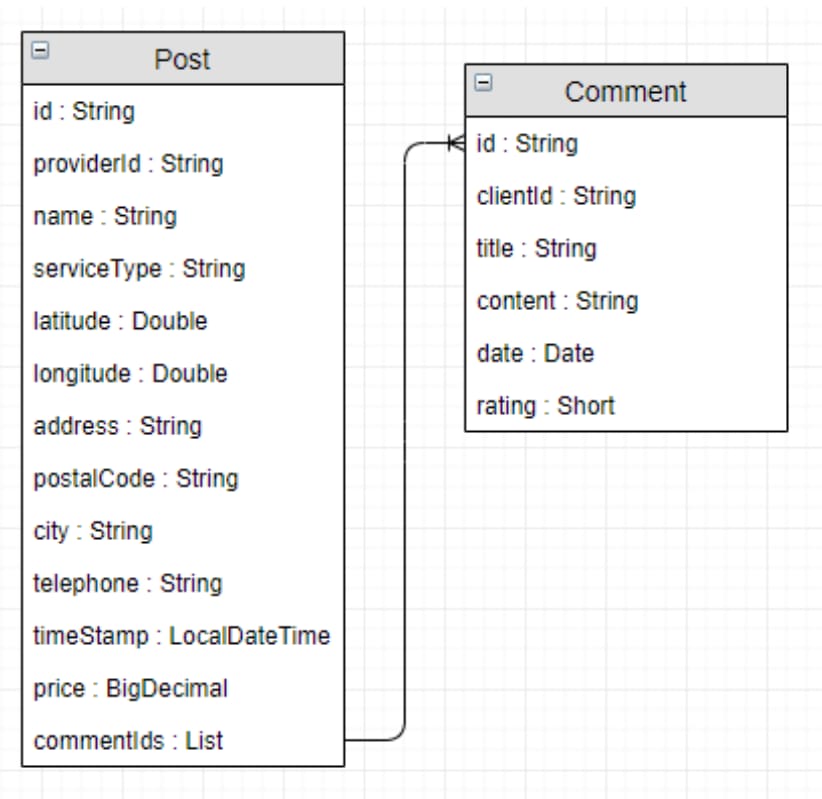 Post
id : String
providerId : String
name : String
serviceType : String
latitude : Double
longitude : Double
address : String
postalCode : String
city : String
telephone : String
timeStamp : LocalDateTime
price : BigDecimal
commentIds : List
Comment
id : String
clientId : String
title : String
content : String
date : Date
rating : Short